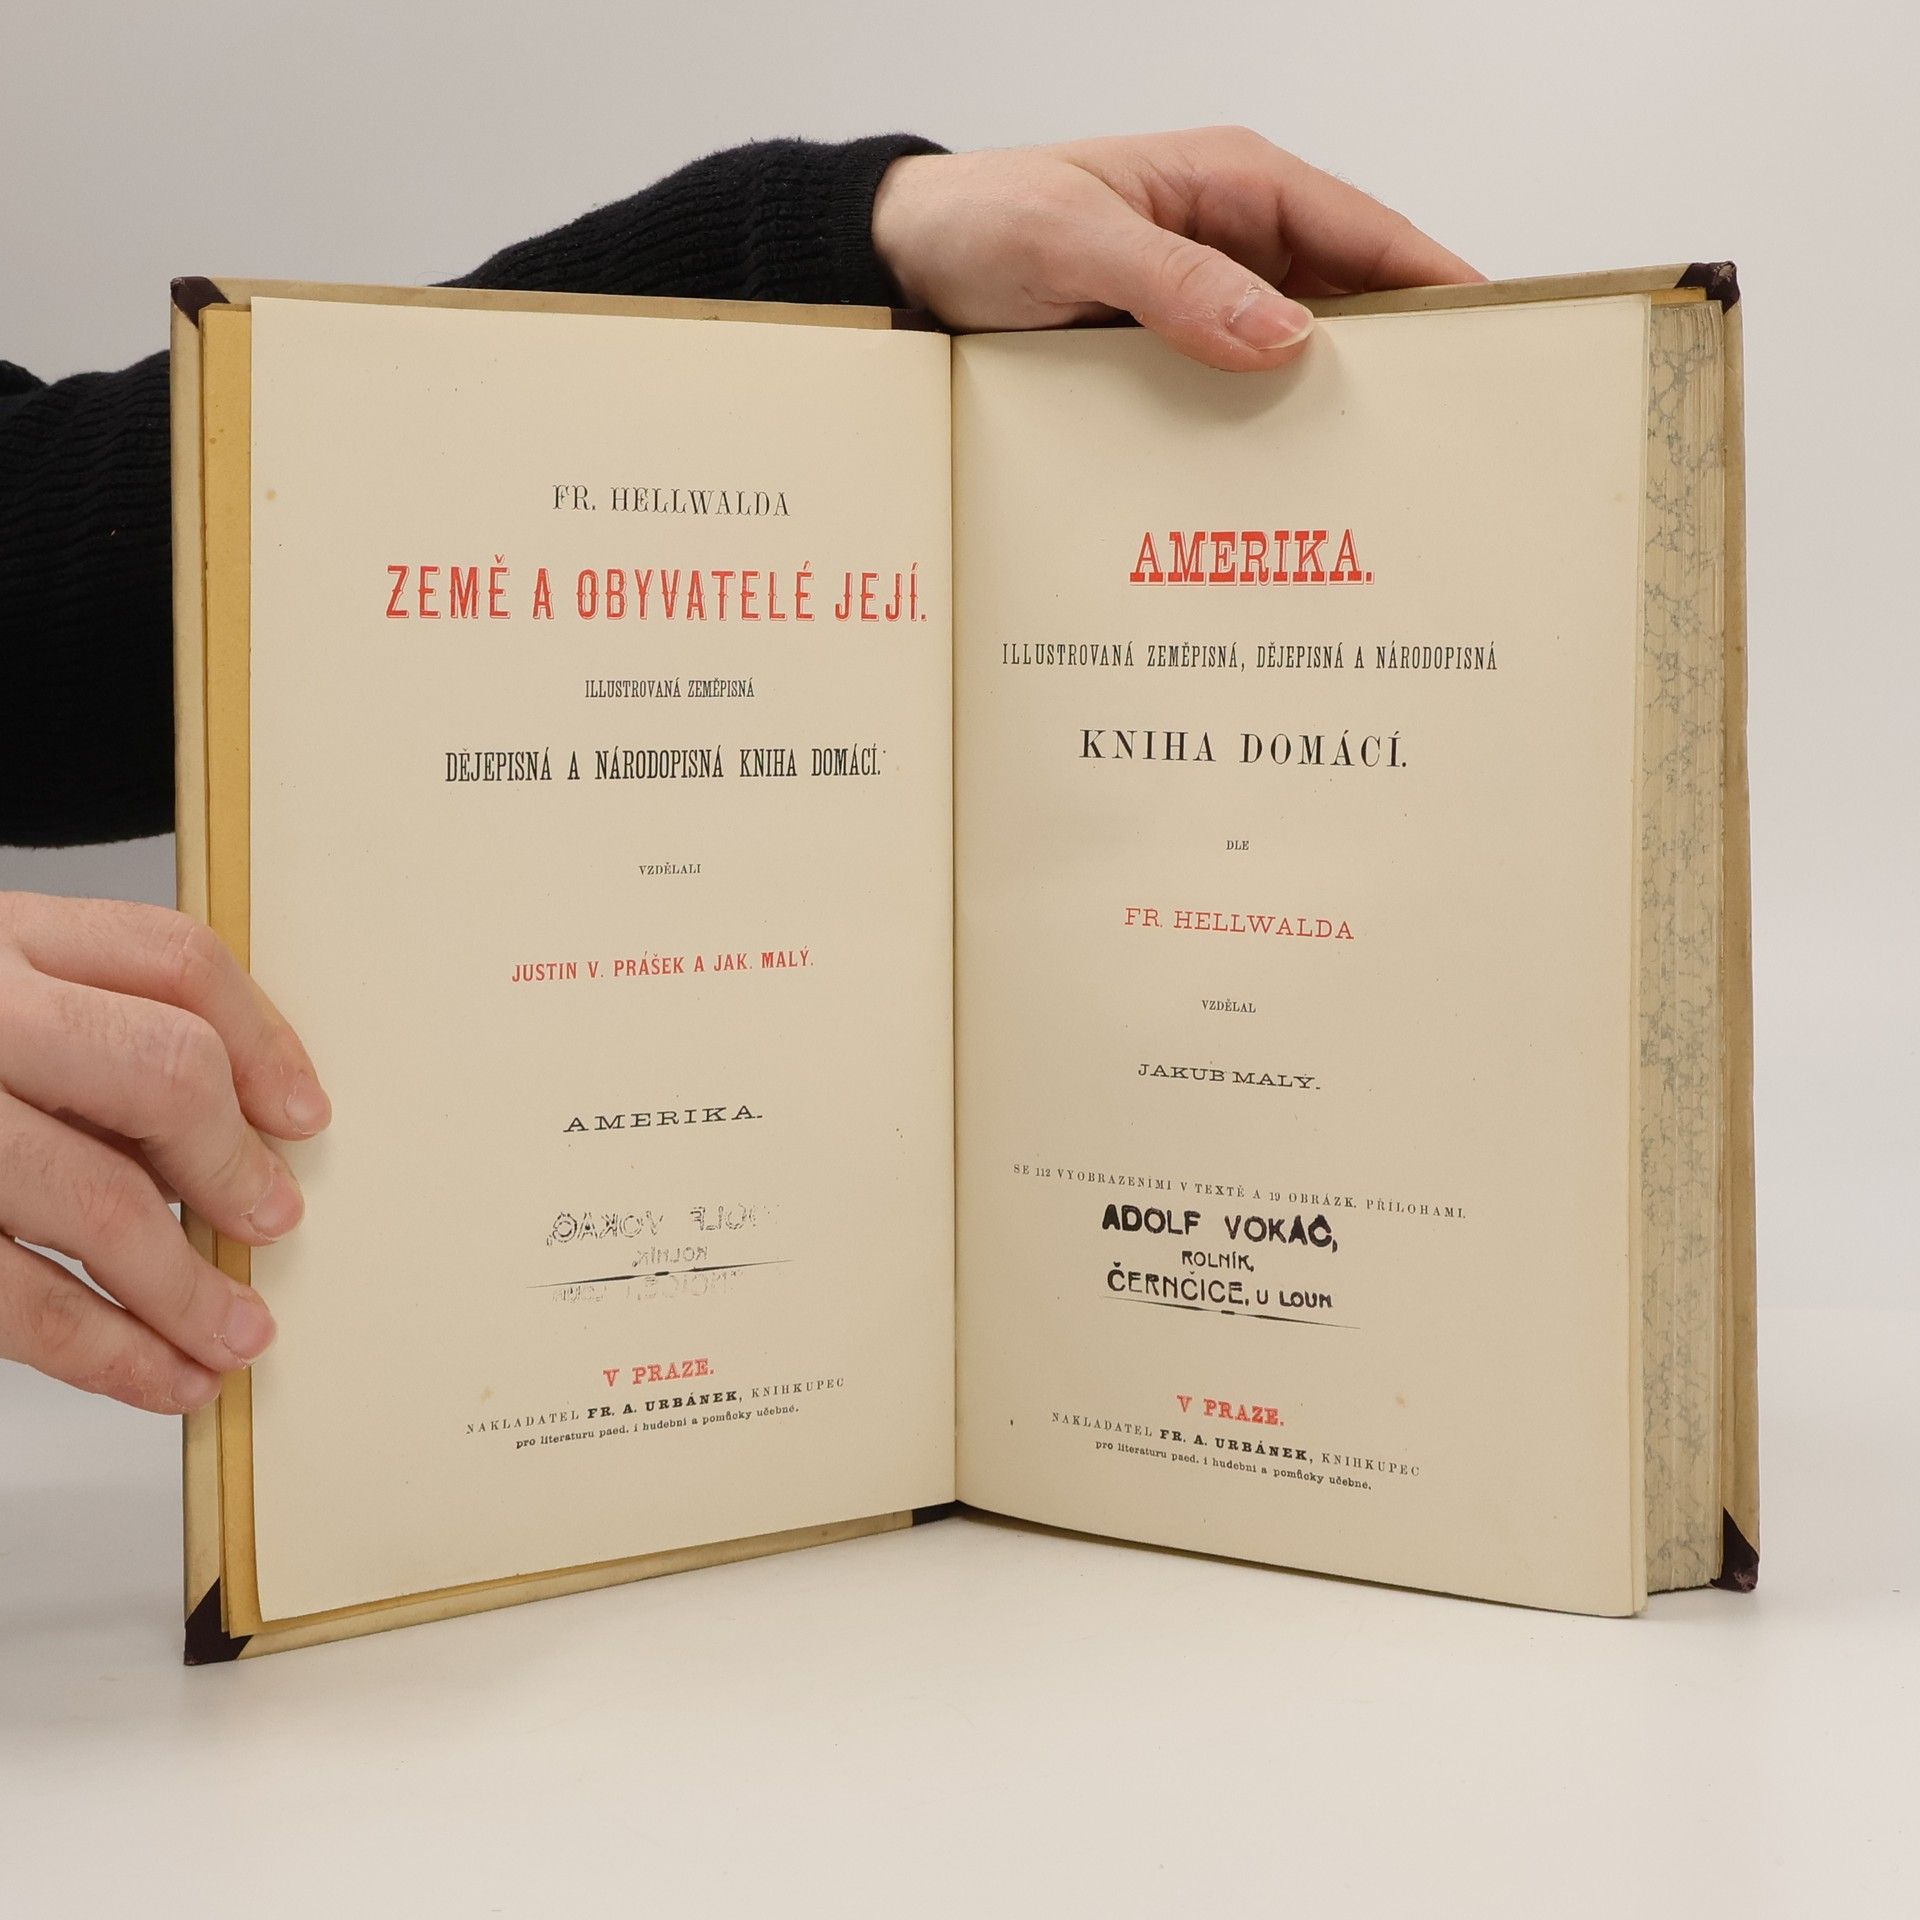 FR. HELLWALDA
ZEMĚ A OBYVATELÉ JEJÍ.
ILLUSTROVANÁ ZEMĚPISNÁ
DĚJEPISNÁ A NÁRODOPISNÁ KNIHA DOMÁCÍ.
VZDĚLALI
JUSTIN V. PRÁŠEK A JAK. MALÝ.
AMERIKA.
V PRAZE.
NAKLADATEL FR. A. URBÁNEK, KNIHKUPEC
pro literaturu paed. i hudební a pomůcky učebné.
AMERIKA.
ILLUSTROVANÁ ZEMĚPISNÁ, DĚJEPISNÁ A NÁRODOPISNÁ
KNIHA DOMÁCÍ.
DLE
FR. HELLWALDA
VZDĚLAL
JAKUB MALÝ.
SE 112 VYOBRAZENÍMI V TEXTĚ A 19 OBRÁZK. PŘÍLOHAMI.
ADOLF VOKÁČ,
ROLNÍK,
ČERNČICE, U LOUN
V PRAZE.
NAKLADATEL FR. A. URBÁNEK, KNIHKUPEC
pro literaturu paed. i hudební a pomůcky učebné.